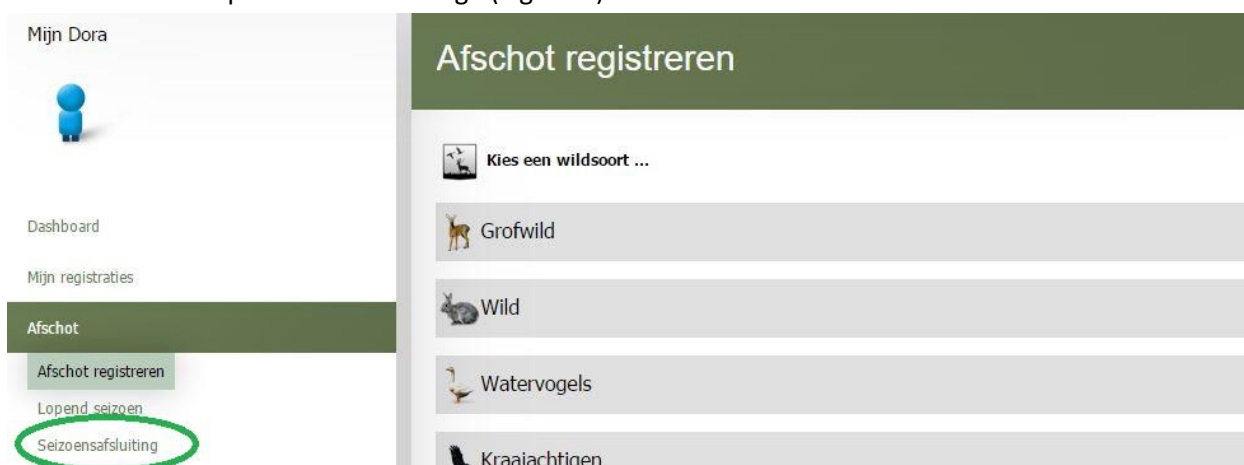 Mijn Dora
Dashboard
Mijn registraties
Afschot
Afschot registreren
Lopend seizoen
Seizoensafsluiting
Afschot registreren
Kies een wildsoort ...
Grofwild
Wild
Watervogels
Kraaiachtigen